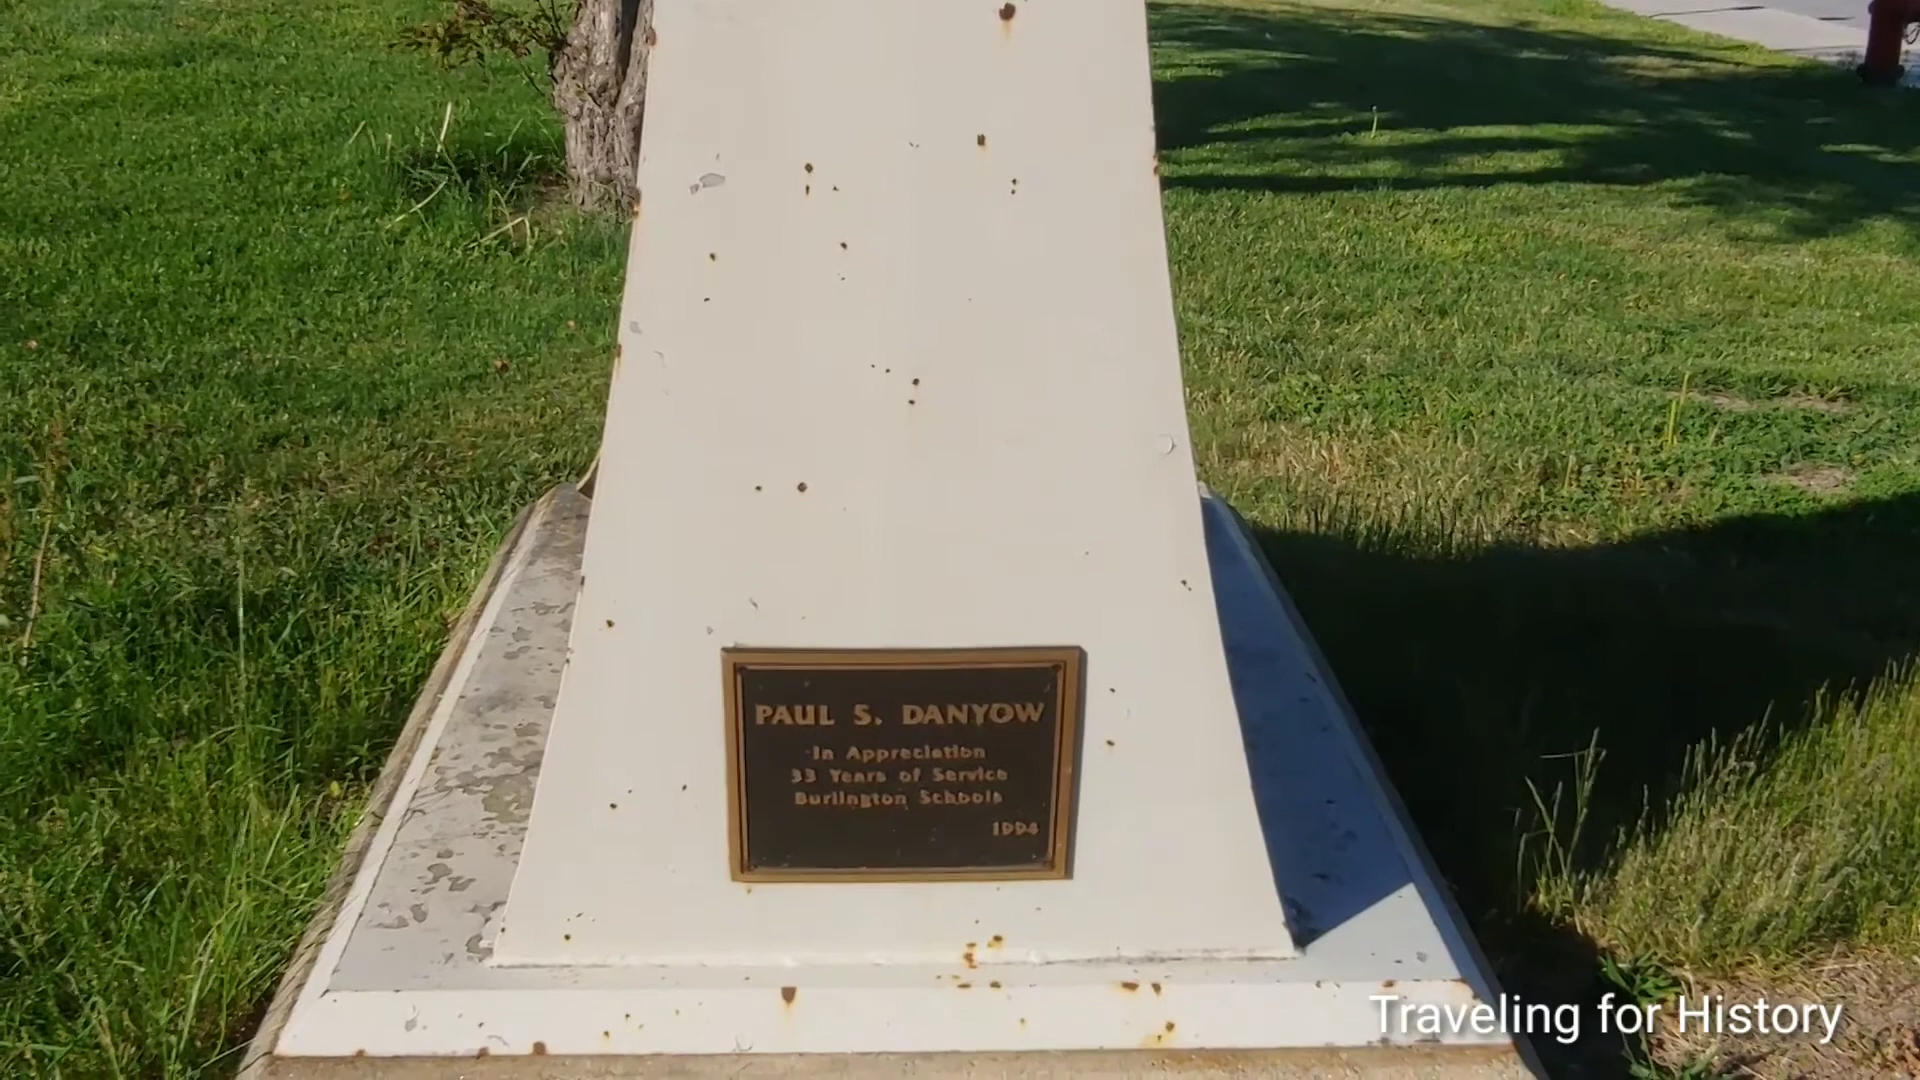 PAUL S. DANYOW
In Appreciation
33 Years of Service
Burlington Schools
1994
Traveling for History